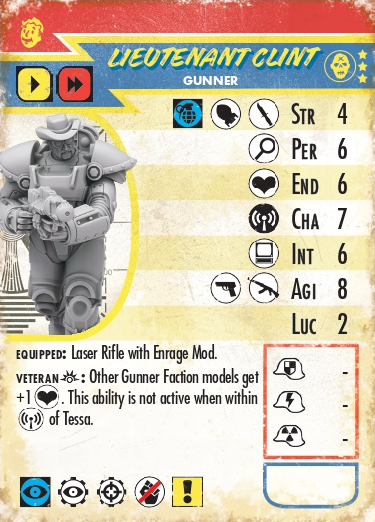 LIEUTENANT CLINT
GUNNER
STR 4
PER 6
END 6
CHA 7
INT 6
AGI 8
LUC 2
EQUIPPED: Laser Rifle with Enrage Mod.
VETERAN : Other Gunner Faction models get
+1 . This ability is not active when within
of Tessa.
-
-
-
!